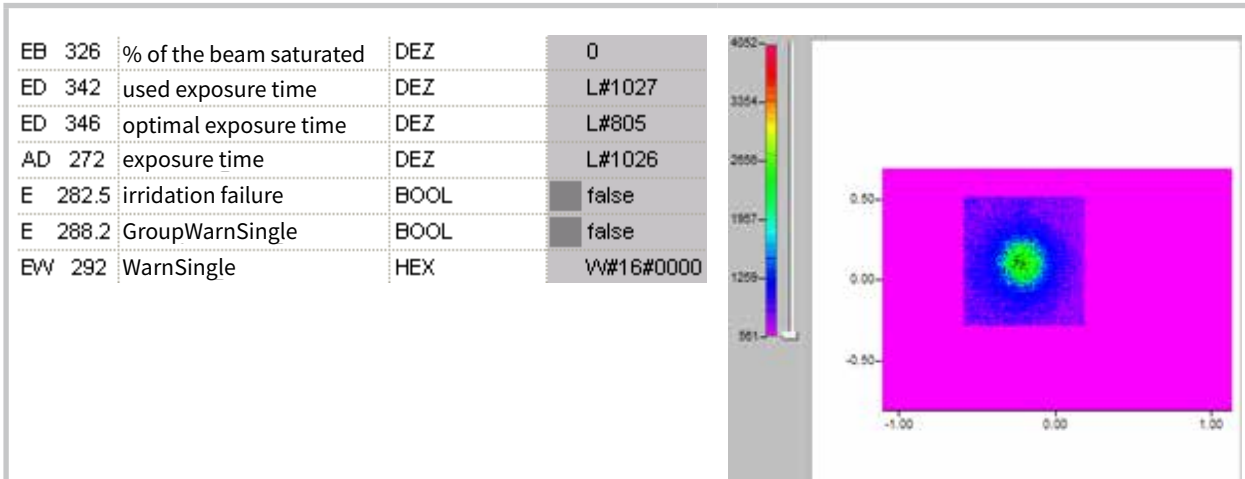 EB 326 % of the beam saturated DEZ 0
ED 342 used exposure time DEZ L#1027
ED 346 optimal exposure time DEZ L#805
AD 272 exposure time DEZ L#1026
E 282.5 irridation failure BOOL false
E 288.2 GroupWarnSingle BOOL false
EW 292 WarnSingle HEX W#16#0000
4052
3354
2656
1957
1259
561
0.50
0.00
-0.50
-1.00 0.00 1.00